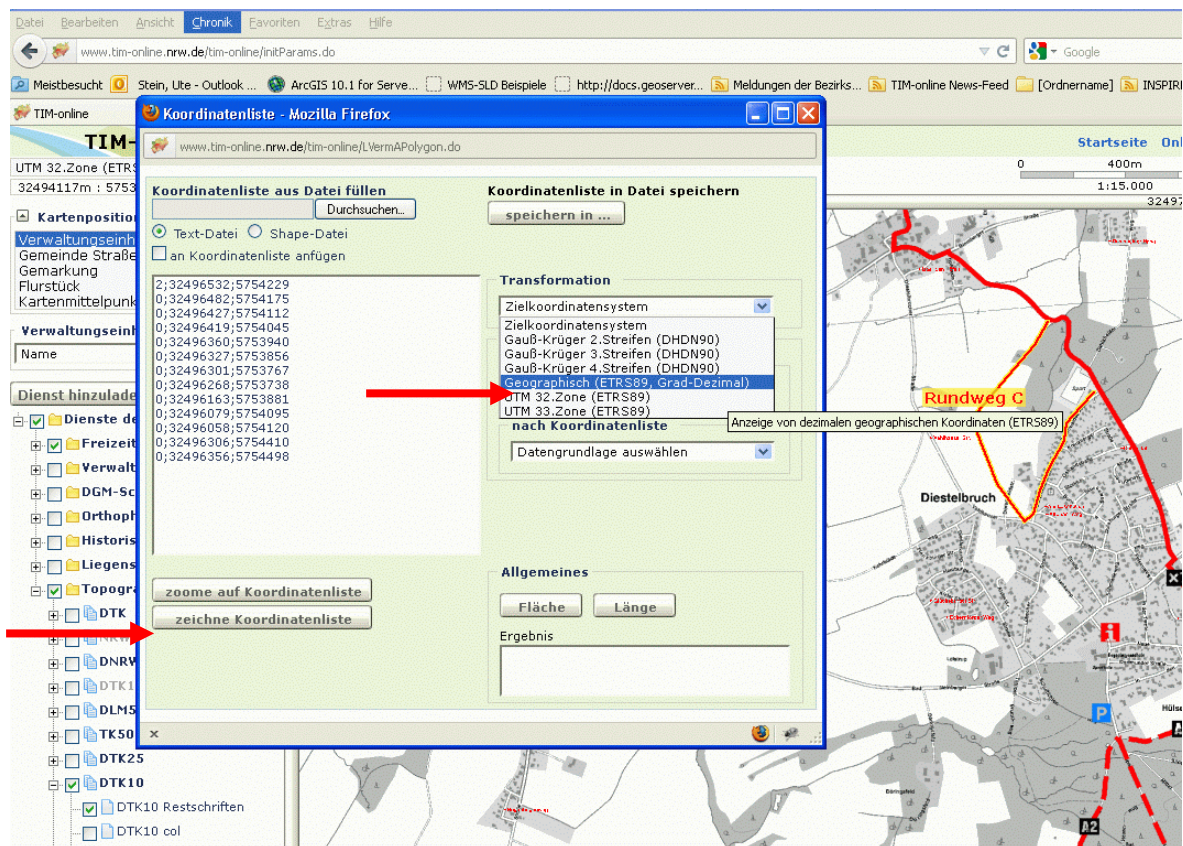 Datei Bearbeiten Ansicht Chronik Favoriten Extras Hilfe
www.tim-online.nrw.de/tim-online/initParams.do
Google
Meistbesucht Stein, Ute - Outlook ... ArcGIS 10.1 for Serve... WMS-SLD Beispiele http://docs.geoserver... Meldungen der Bezirks... TIM-online News-Feed [Ordnername] INSPIR
TIM-online
TIM-
Startseite Onl
UTM 32.Zone (ETRS
0 400m
32494117m : 5753
1:15.000
32497
Kartenposition
Verwaltungseinh
Gemeinde Straße
Gemarkung
Flurstück
Kartenmittelpunk
Verwaltungseinh
Name
Dienst hinzulade
Dienste de
Freizeit
Verwalt
DGM-Sc
Orthoph
Historis
Liegens
Topogra
DTK
NRW
DNRW
DTK1
DLM5
TK50
DTK25
DTK10
DTK10 Restschriften
DTK10 col
Koordinatenliste - Mozilla Firefox
www.tim-online.nrw.de/tim-online/LVermAPolygon.do
Koordinatenliste aus Datei füllen
Durchsuchen...
Text-Datei Shape-Datei
an Koordinatenliste anfügen
2;32496532;5754229
0;32496482;5754175
0;32496427;5754112
0;32496419;5754045
0;32496360;5753940
0;32496327;5753856
0;32496301;5753767
0;32496268;5753738
0;32496163;5753881
0;32496079;5754095
0;32496058;5754120
0;32496306;5754410
0;32496356;5754498
zoome auf Koordinatenliste
zeichne Koordinatenliste
Koordinatenliste in Datei speichern
speichern in ...
Transformation
Zielkoordinatensystem
Zielkoordinatensystem
Gauß-Krüger 2.Streifen (DHDN90)
Gauß-Krüger 3.Streifen (DHDN90)
Gauß-Krüger 4.Streifen (DHDN90)
Geographisch (ETRS89, Grad-Dezimal)
UTM 32.Zone (ETRS89)
UTM 33.Zone (ETRS89)
Anzeige von dezimalen geographischen Koordinaten (ETRS89)
nach Koordinatenliste
Datengrundlage auswählen
Allgemeines
Fläche Länge
Ergebnis
x
Rundweg C
Diestelbruch
P
Hülse
A2